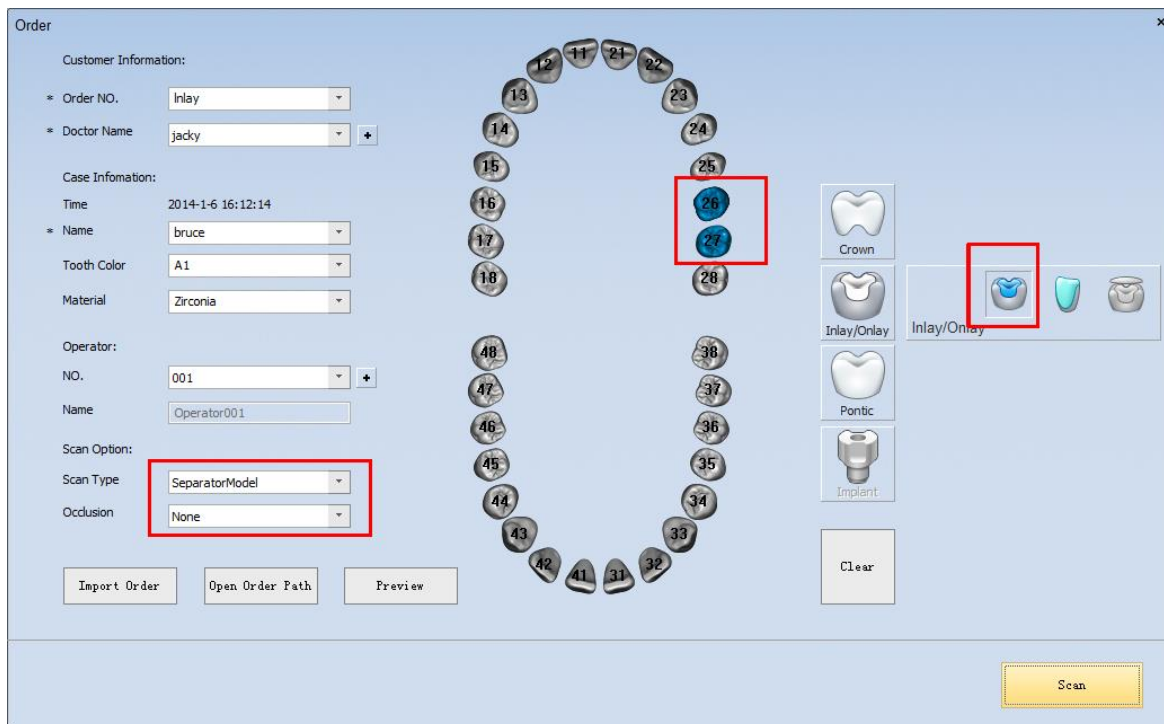 Order
×
Customer Information:
* Order NO. Inlay
* Doctor Name jacky +
Case Infomation:
Time 2014-1-6 16:12:14
* Name bruce
Tooth Color A1
Material Zirconia
Operator:
NO. 001 +
Name Operator001
Scan Option:
Scan Type SeparatorModel
Occlusion None
Import Order Open Order Path Preview
12 11 21 22
13 23
14 24
15 25
16 26
17 27
18 28
48 38
47 37
46 36
45 35
44 34
43 33
42 41 31 32
Crown
Inlay/Onlay
Inlay/Onlay
Pontic
Implant
Clear
Scan